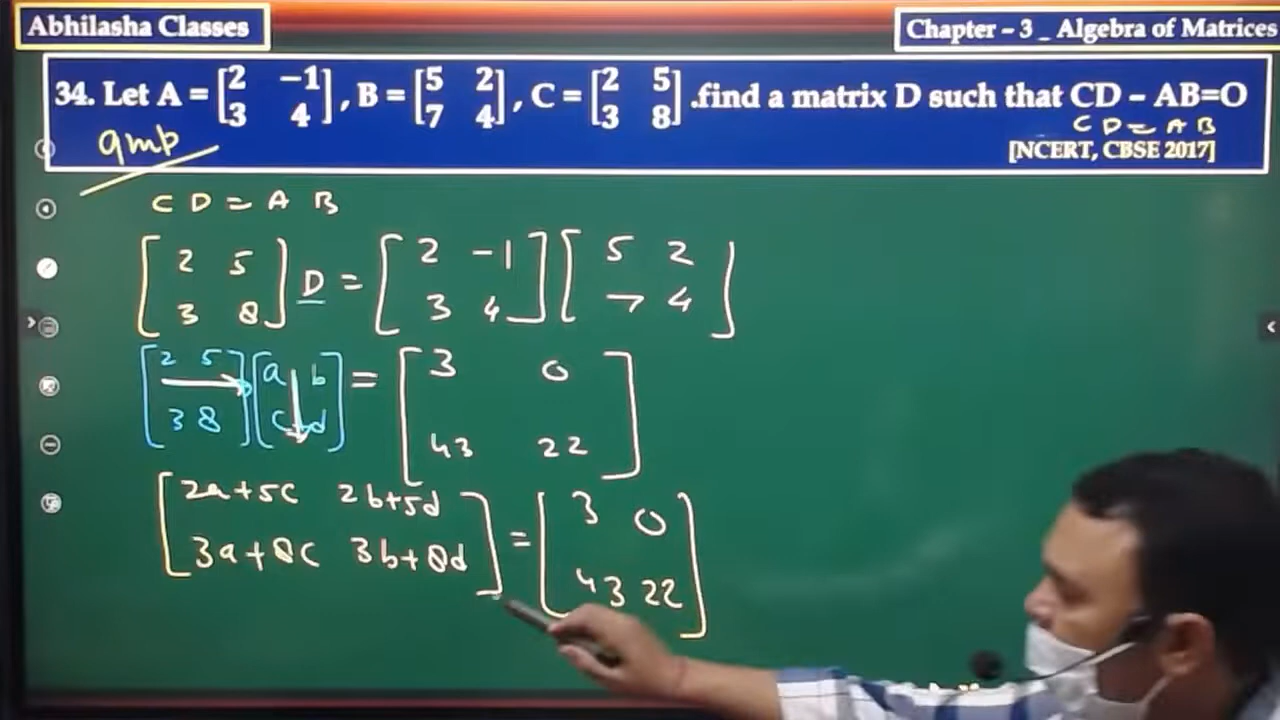 Abhilasha Classes
Chapter – 3 _ Algebra of Matrices
34. Let A = [2 −1 3 4] , B = [5 2 7 4] , C = [2 5 3 8] .find a matrix D such that CD – AB=O
CD = AB
qmp
[NCERT, CBSE 2017]
CD = AB
[2 5 3 8] D = [2 −1 3 4] [5 2 7 4]
[2 5 3 8] [a b c d] = [3 0 43 22]
[2a+5c 2b+5d 3a+8c 3b+8d] = [3 0 43 22]